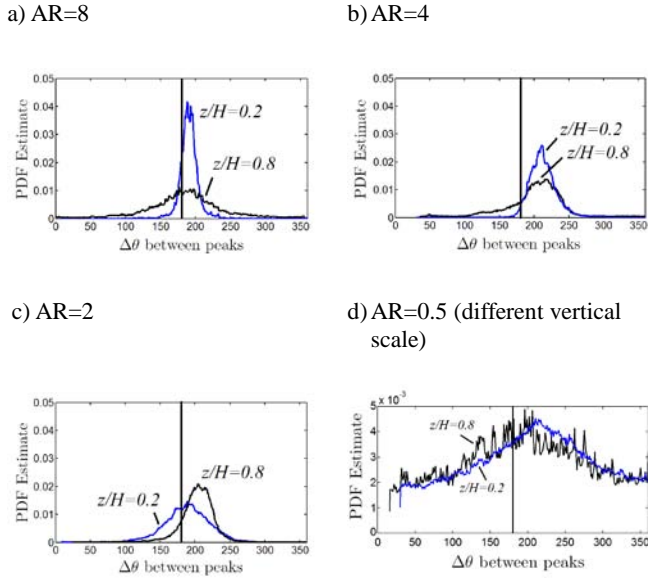 a) AR=8
b) AR=4
0.05
0.04
0.03
0.02
0.01
0
PDF Estimate
z/H=0.2
z/H=0.8
0 50 100 150 200 250 300 350
Δθ between peaks
0.05
0.04
0.03
0.02
0.01
0
PDF Estimate
z/H=0.2
z/H=0.8
0 50 100 150 200 250 300 350
Δθ between peaks
c) AR=2
d) AR=0.5 (different vertical
scale)
0.05
0.04
0.03
0.02
0.01
0
PDF Estimate
z/H=0.8
z/H=0.2
0 50 100 150 200 250 300 350
Δθ between peaks
5 × 10⁻³
4
3
2
1
0
PDF Estimate
z/H=0.8
z/H=0.2
0 50 100 150 200 250 300 350
Δθ between peaks